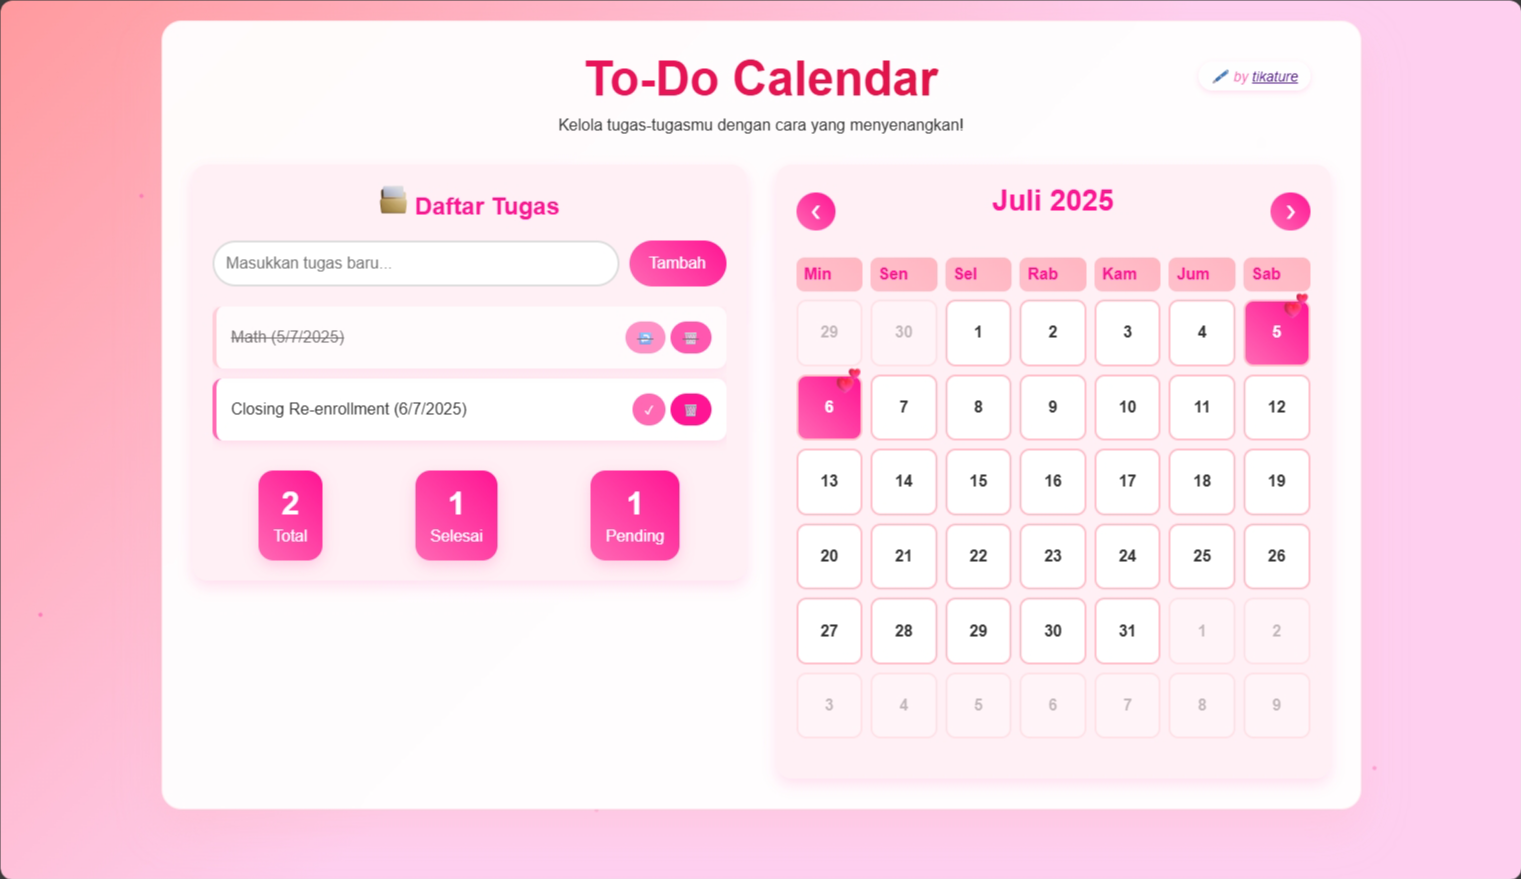 To-Do Calendar
by tikature
Kelola tugas-tugasmu dengan cara yang menyenangkan!
Daftar Tugas
Masukkan tugas baru...
Tambah
Math (5/7/2025)
Closing Re-enrollment (6/7/2025)
2
Total
1
Selesai
1
Pending
‹ Juli 2025 ›
Min Sen Sel Rab Kam Jum Sab
29 30 1 2 3 4 5
6 7 8 9 10 11 12
13 14 15 16 17 18 19
20 21 22 23 24 25 26
27 28 29 30 31 1 2
3 4 5 6 7 8 9